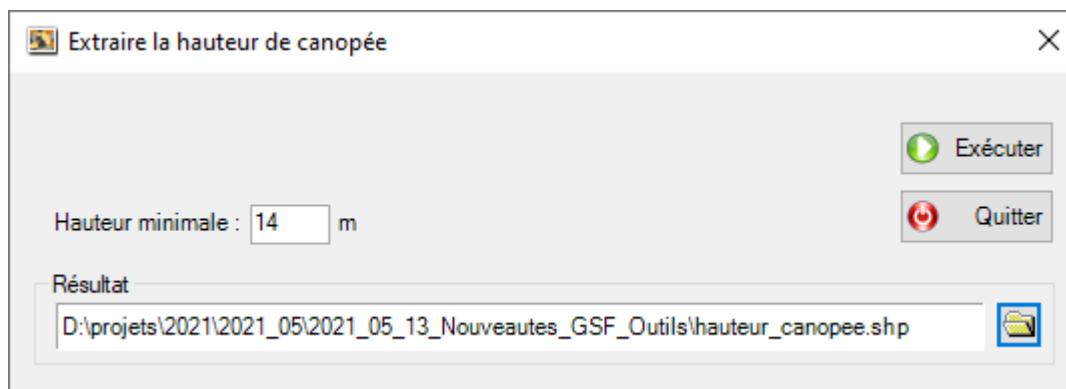 Extraire la hauteur de canopée
Exécuter
Hauteur minimale : 14 m
Quitter
Résultat
D:\projets\2021\2021_05\2021_05_13_Nouveautes_GSF_Outils\hauteur_canopee.shp